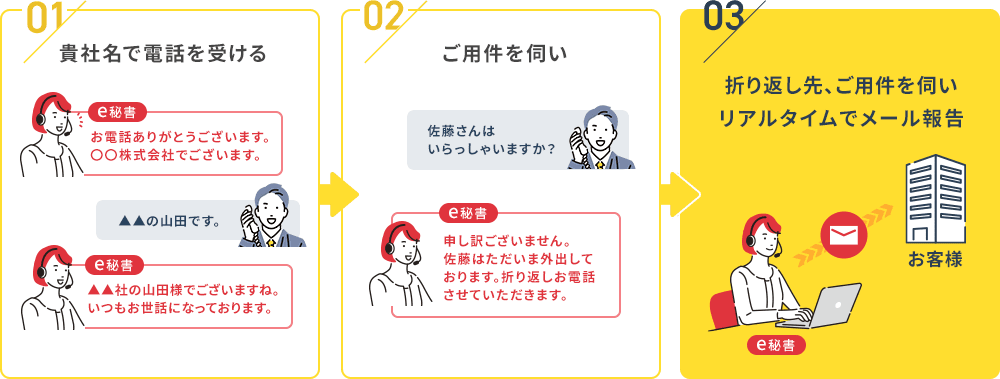 01
貴社名で電話を受ける
e秘書
お電話ありがとうございます。
〇〇株式会社でございます。
▲▲の山田です。
e秘書
▲▲社の山田様でございますね。
いつもお世話になっております。
02
ご用件を伺い
佐藤さんは
いらっしゃいますか?
e秘書
申し訳ございません。
佐藤はただいま外出して
おります。折り返しお電話
させていただきます。
03
折り返し先、ご用件を伺い
リアルタイムでメール報告
お客様
e秘書